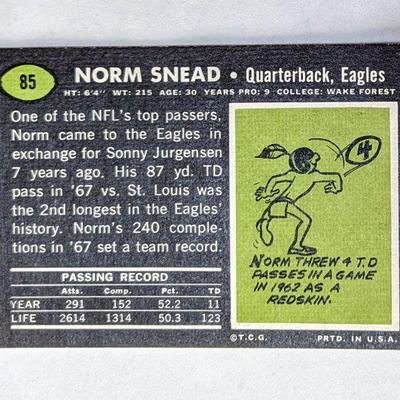 85
NORM SNEAD • Quarterback, Eagles
HT: 6'4" WT: 215 AGE: 30 YEARS PRO: 9 COLLEGE: WAKE FOREST
One of the NFL's top passers,
Norm came to the Eagles in
exchange for Sonny Jurgensen
7 years ago. His 87 yd. TD
pass in '67 vs. St. Louis was
the 2nd longest in the Eagles'
history. Norm's 240 comple-
tions in '67 set a team record.
PASSING RECORD
Atts. Comp. Pct. TD
YEAR 291 152 52.2 11
LIFE 2614 1314 50.3 123
4
NORM THREW 4 T.D.
PASSES IN A GAME
IN 1962 AS A
REDSKIN.
©T.C.G. PRTD. IN U.S.A.